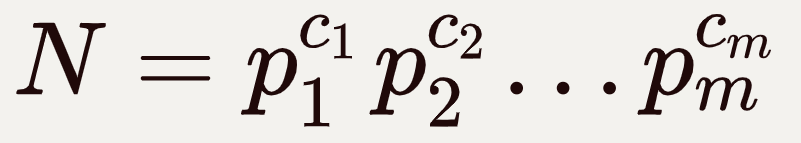 $N = p_1^{c_1} p_2^{c_2} \ldots p_m^{c_m}$